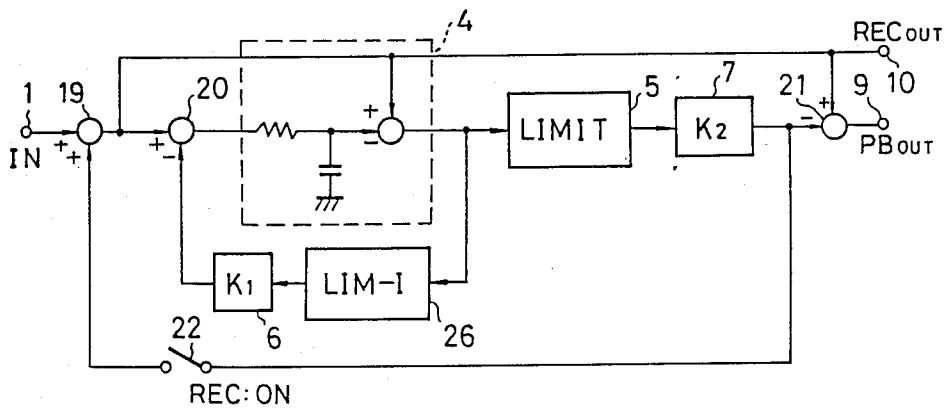 4
REC OUT
1
19
20
5
7
21
9
10
+
+
-
+
IN
+
+
-
-
LIMIT
K2
-
PB OUT
K1
LIM-I
6
26
22
REC: ON